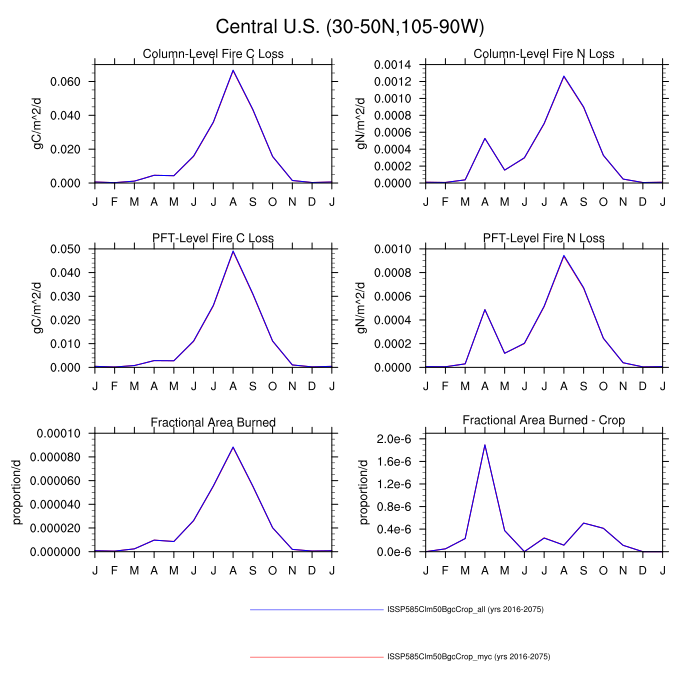 Central U.S. (30-50N,105-90W)
Column-Level Fire C Loss
gC/m^2/d
0.060
0.040
0.020
0.000
J F M A M J J A S O N D J
Column-Level Fire N Loss
gN/m^2/d
0.0014
0.0012
0.0010
0.0008
0.0006
0.0004
0.0002
0.0000
J F M A M J J A S O N D J
PFT-Level Fire C Loss
gC/m^2/d
0.050
0.040
0.030
0.020
0.010
0.000
J F M A M J J A S O N D J
PFT-Level Fire N Loss
gN/m^2/d
0.0010
0.0008
0.0006
0.0004
0.0002
0.0000
J F M A M J J A S O N D J
Fractional Area Burned
proportion/d
0.00010
0.000080
0.000060
0.000040
0.000020
0.000000
J F M A M J J A S O N D J
Fractional Area Burned - Crop
proportion/d
2.0e-6
1.6e-6
1.2e-6
0.8e-6
0.4e-6
0.0e-6
J F M A M J J A S O N D J
ISSP585Clm50BgcCrop_all (yrs 2016-2075)
ISSP585Clm50BgcCrop_myc (yrs 2016-2075)